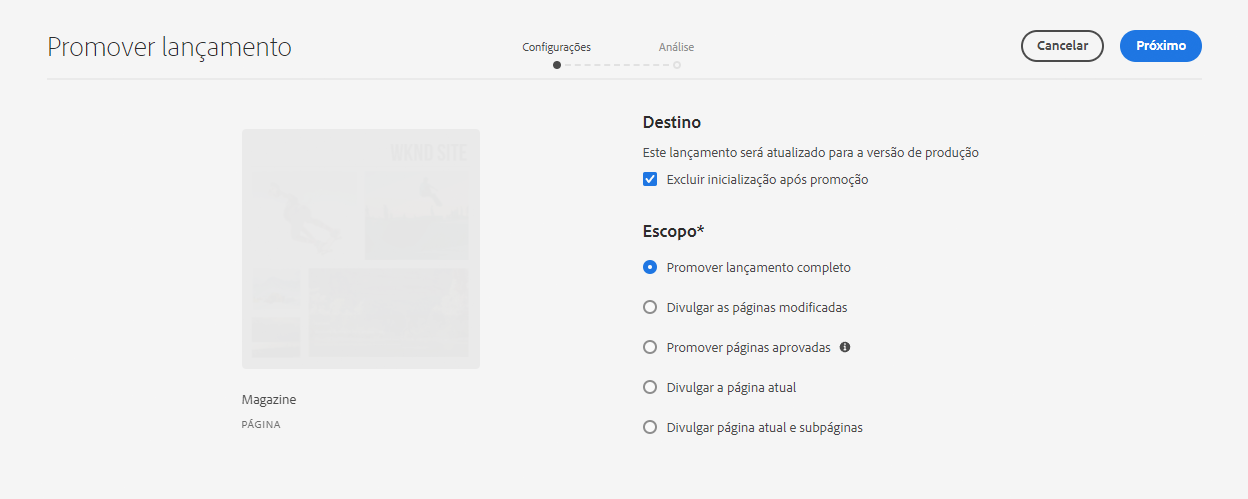 Promover lançamento
Configurações
Análise
Cancelar
Próximo
WKND SITE
Magazine
PÁGINA
Destino
Este lançamento será atualizado para a versão de produção
Excluir inicialização após promoção
Escopo*
Promover lançamento completo
Divulgar as páginas modificadas
Promover páginas aprovadas
Divulgar a página atual
Divulgar página atual e subpáginas